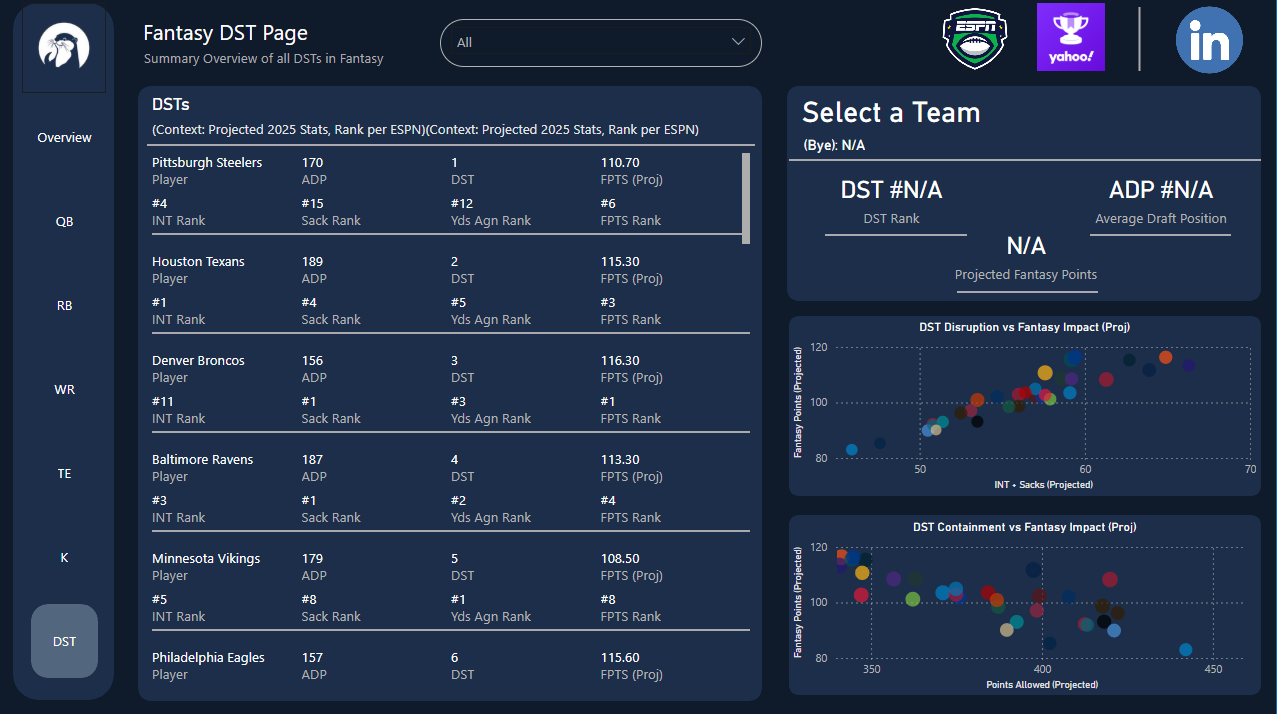 Fantasy DST Page
Summary Overview of all DSTs in Fantasy
All
ESPN
yahoo!
in
Overview
QB
RB
WR
TE
K
DST
DSTs
(Context: Projected 2025 Stats, Rank per ESPN)(Context: Projected 2025 Stats, Rank per ESPN)
Pittsburgh Steelers 170 1 110.70
Player ADP DST FPTS (Proj)
#4 #15 #12 #6
INT Rank Sack Rank Yds Agn Rank FPTS Rank
Houston Texans 189 2 115.30
Player ADP DST FPTS (Proj)
#1 #4 #5 #3
INT Rank Sack Rank Yds Agn Rank FPTS Rank
Denver Broncos 156 3 116.30
Player ADP DST FPTS (Proj)
#11 #1 #3 #1
INT Rank Sack Rank Yds Agn Rank FPTS Rank
Baltimore Ravens 187 4 113.30
Player ADP DST FPTS (Proj)
#3 #1 #2 #4
INT Rank Sack Rank Yds Agn Rank FPTS Rank
Minnesota Vikings 179 5 108.50
Player ADP DST FPTS (Proj)
#5 #8 #1 #8
INT Rank Sack Rank Yds Agn Rank FPTS Rank
Philadelphia Eagles 157 6 115.60
Player ADP DST FPTS (Proj)
Select a Team
(Bye): N/A
DST #N/A
DST Rank
ADP #N/A
Average Draft Position
N/A
Projected Fantasy Points
DST Disruption vs Fantasy Impact (Proj)
Fantasy Points (Projected)
120
100
80
50 60 70
INT + Sacks (Projected)
DST Containment vs Fantasy Impact (Proj)
Fantasy Points (Projected)
120
100
80
350 400 450
Points Allowed (Projected)